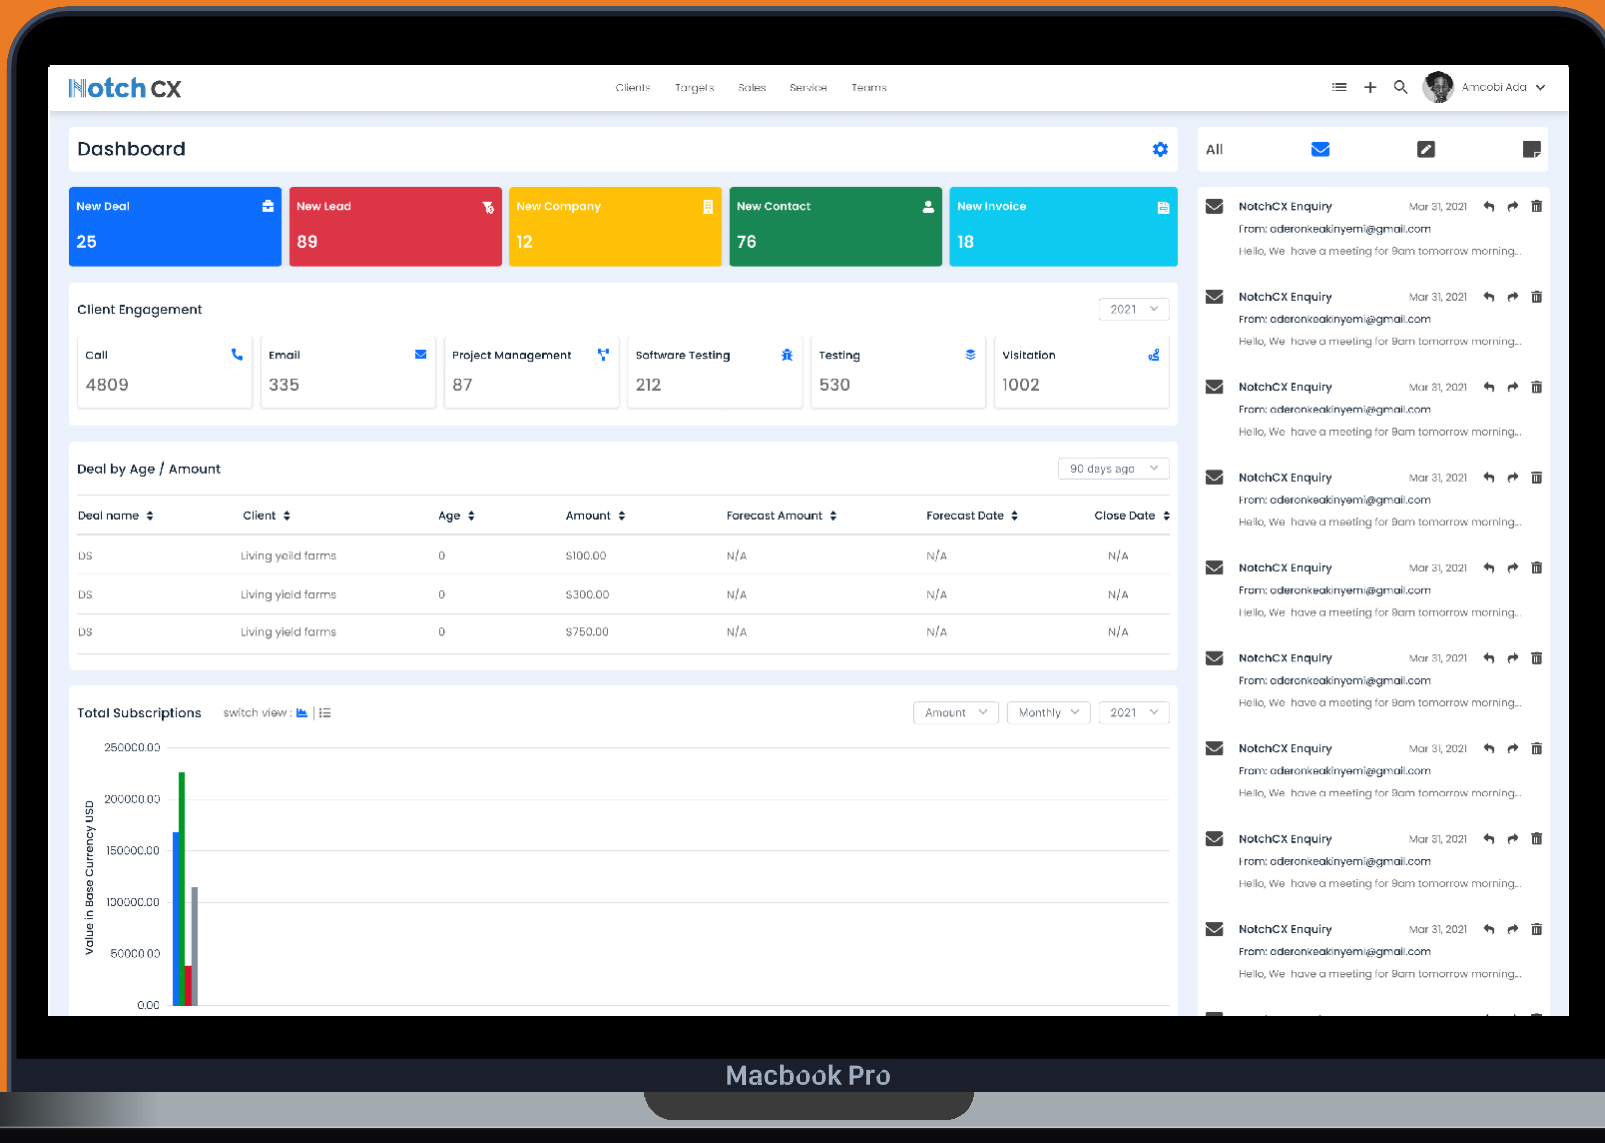 Notch CX
Clients Targets Sales Service Teams
Amaobi Ada
Dashboard
All
New Deal
25
New Lead
89
New Company
12
New Contact
76
New Invoice
18
Client Engagement
2021
Call
4809
Email
335
Project Management
87
Software Testing
212
Testing
530
Visitation
1002
Deal by Age / Amount
90 days ago
Deal name Client Age Amount Forecast Amount Forecast Date Close Date
DS Living yeild farms 0 $100.00 N/A N/A N/A
DS Living yield farms 0 $300.00 N/A N/A N/A
DS Living yield farms 0 $750.00 N/A N/A N/A
Total Subscriptions switch view : Amount Monthly 2021
Value in Base Currency USD
250000.00
200000.00
150000.00
100000.00
50000.00
0.00
NotchCX Enquiry Mar 31, 2021
From: aderonkeakinyemi@gmail.com
Hello, We have a meeting for 9am tomorrow morning...
NotchCX Enquiry Mar 31, 2021
From: aderonkeakinyemi@gmail.com
Hello, We have a meeting for 9am tomorrow morning...
NotchCX Enquiry Mar 31, 2021
From: aderonkeakinyemi@gmail.com
Hello, We have a meeting for 9am tomorrow morning...
NotchCX Enquiry Mar 31, 2021
From: aderonkeakinyemi@gmail.com
Hello, We have a meeting for 9am tomorrow morning...
NotchCX Enquiry Mar 31, 2021
From: aderonkeakinyemi@gmail.com
Hello, We have a meeting for 9am tomorrow morning...
NotchCX Enquiry Mar 31, 2021
From: aderonkeakinyemi@gmail.com
Hello, We have a meeting for 9am tomorrow morning...
NotchCX Enquiry Mar 31, 2021
From: aderonkeakinyemi@gmail.com
Hello, We have a meeting for 9am tomorrow morning...
NotchCX Enquiry Mar 31, 2021
From: aderonkeakinyemi@gmail.com
Hello, We have a meeting for 9am tomorrow morning...
NotchCX Enquiry Mar 31, 2021
From: aderonkeakinyemi@gmail.com
Hello, We have a meeting for 9am tomorrow morning...
Macbook Pro